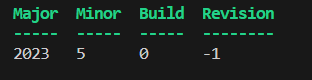 Major  Minor  Build  Revision
-----  -----  -----  --------
2023   5      0      -1